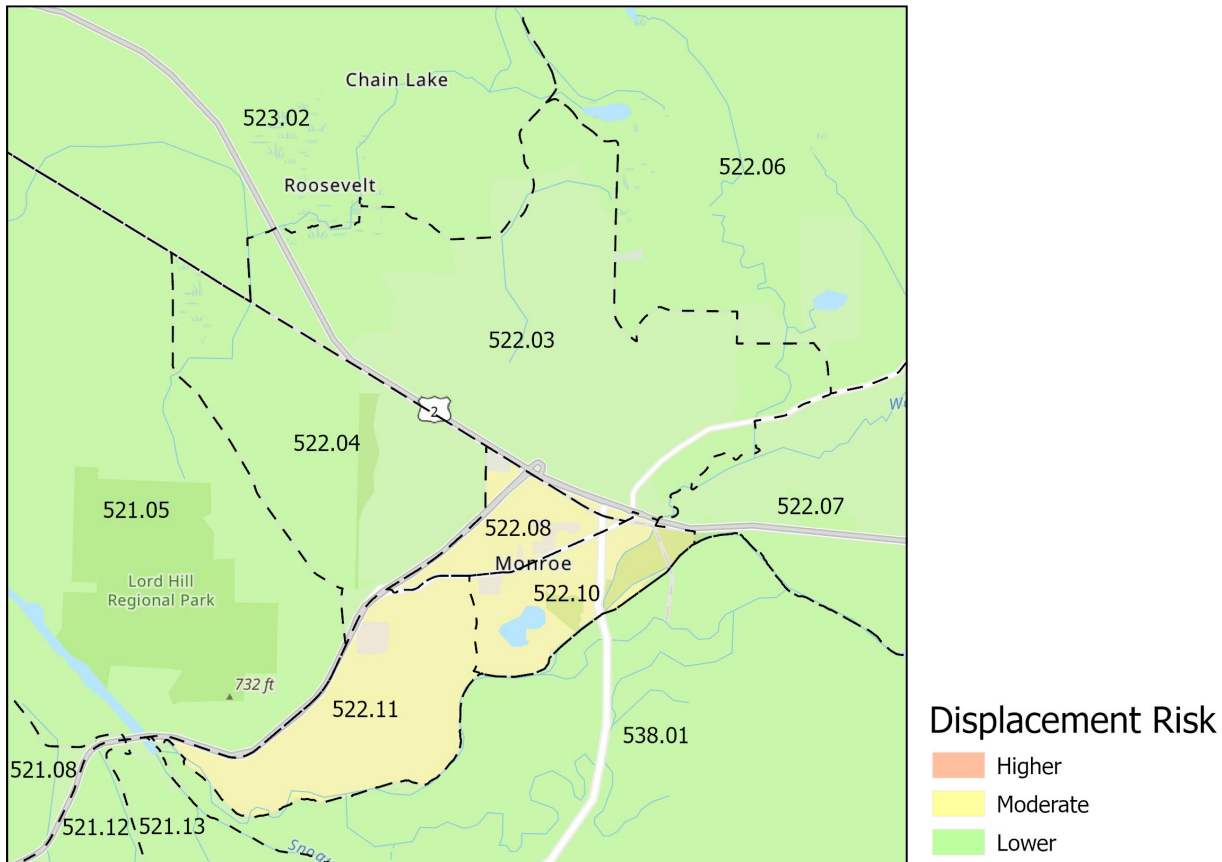 Chain Lake
523.02
522.06
Roosevelt
522.03
2
522.04
521.05
522.07
522.08
Monroe
Lord Hill
Regional Park
522.10
732 ft
522.11
538.01
521.08
521.12
521.13
Displacement Risk
Higher
Moderate
Lower